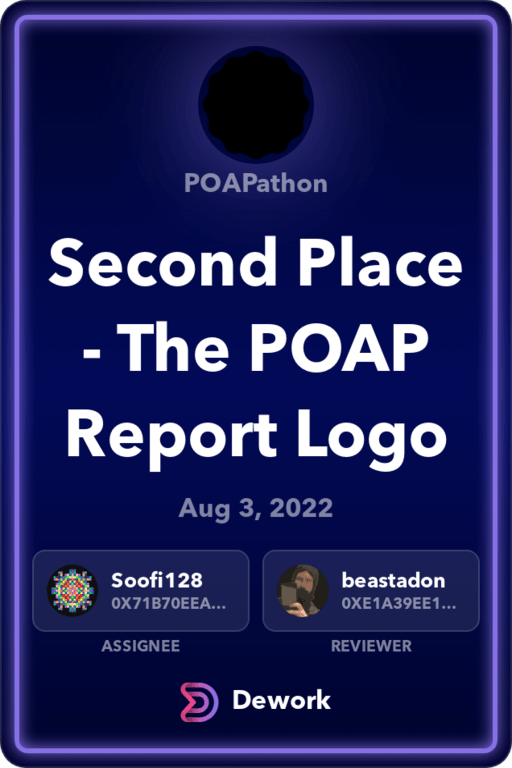 POAPathon
Second Place
- The POAP
Report Logo
Aug 3, 2022
Soofi128
0X71B70EEA...
beastadon
0XE1A39EE1...
ASSIGNEE
REVIEWER
Dework